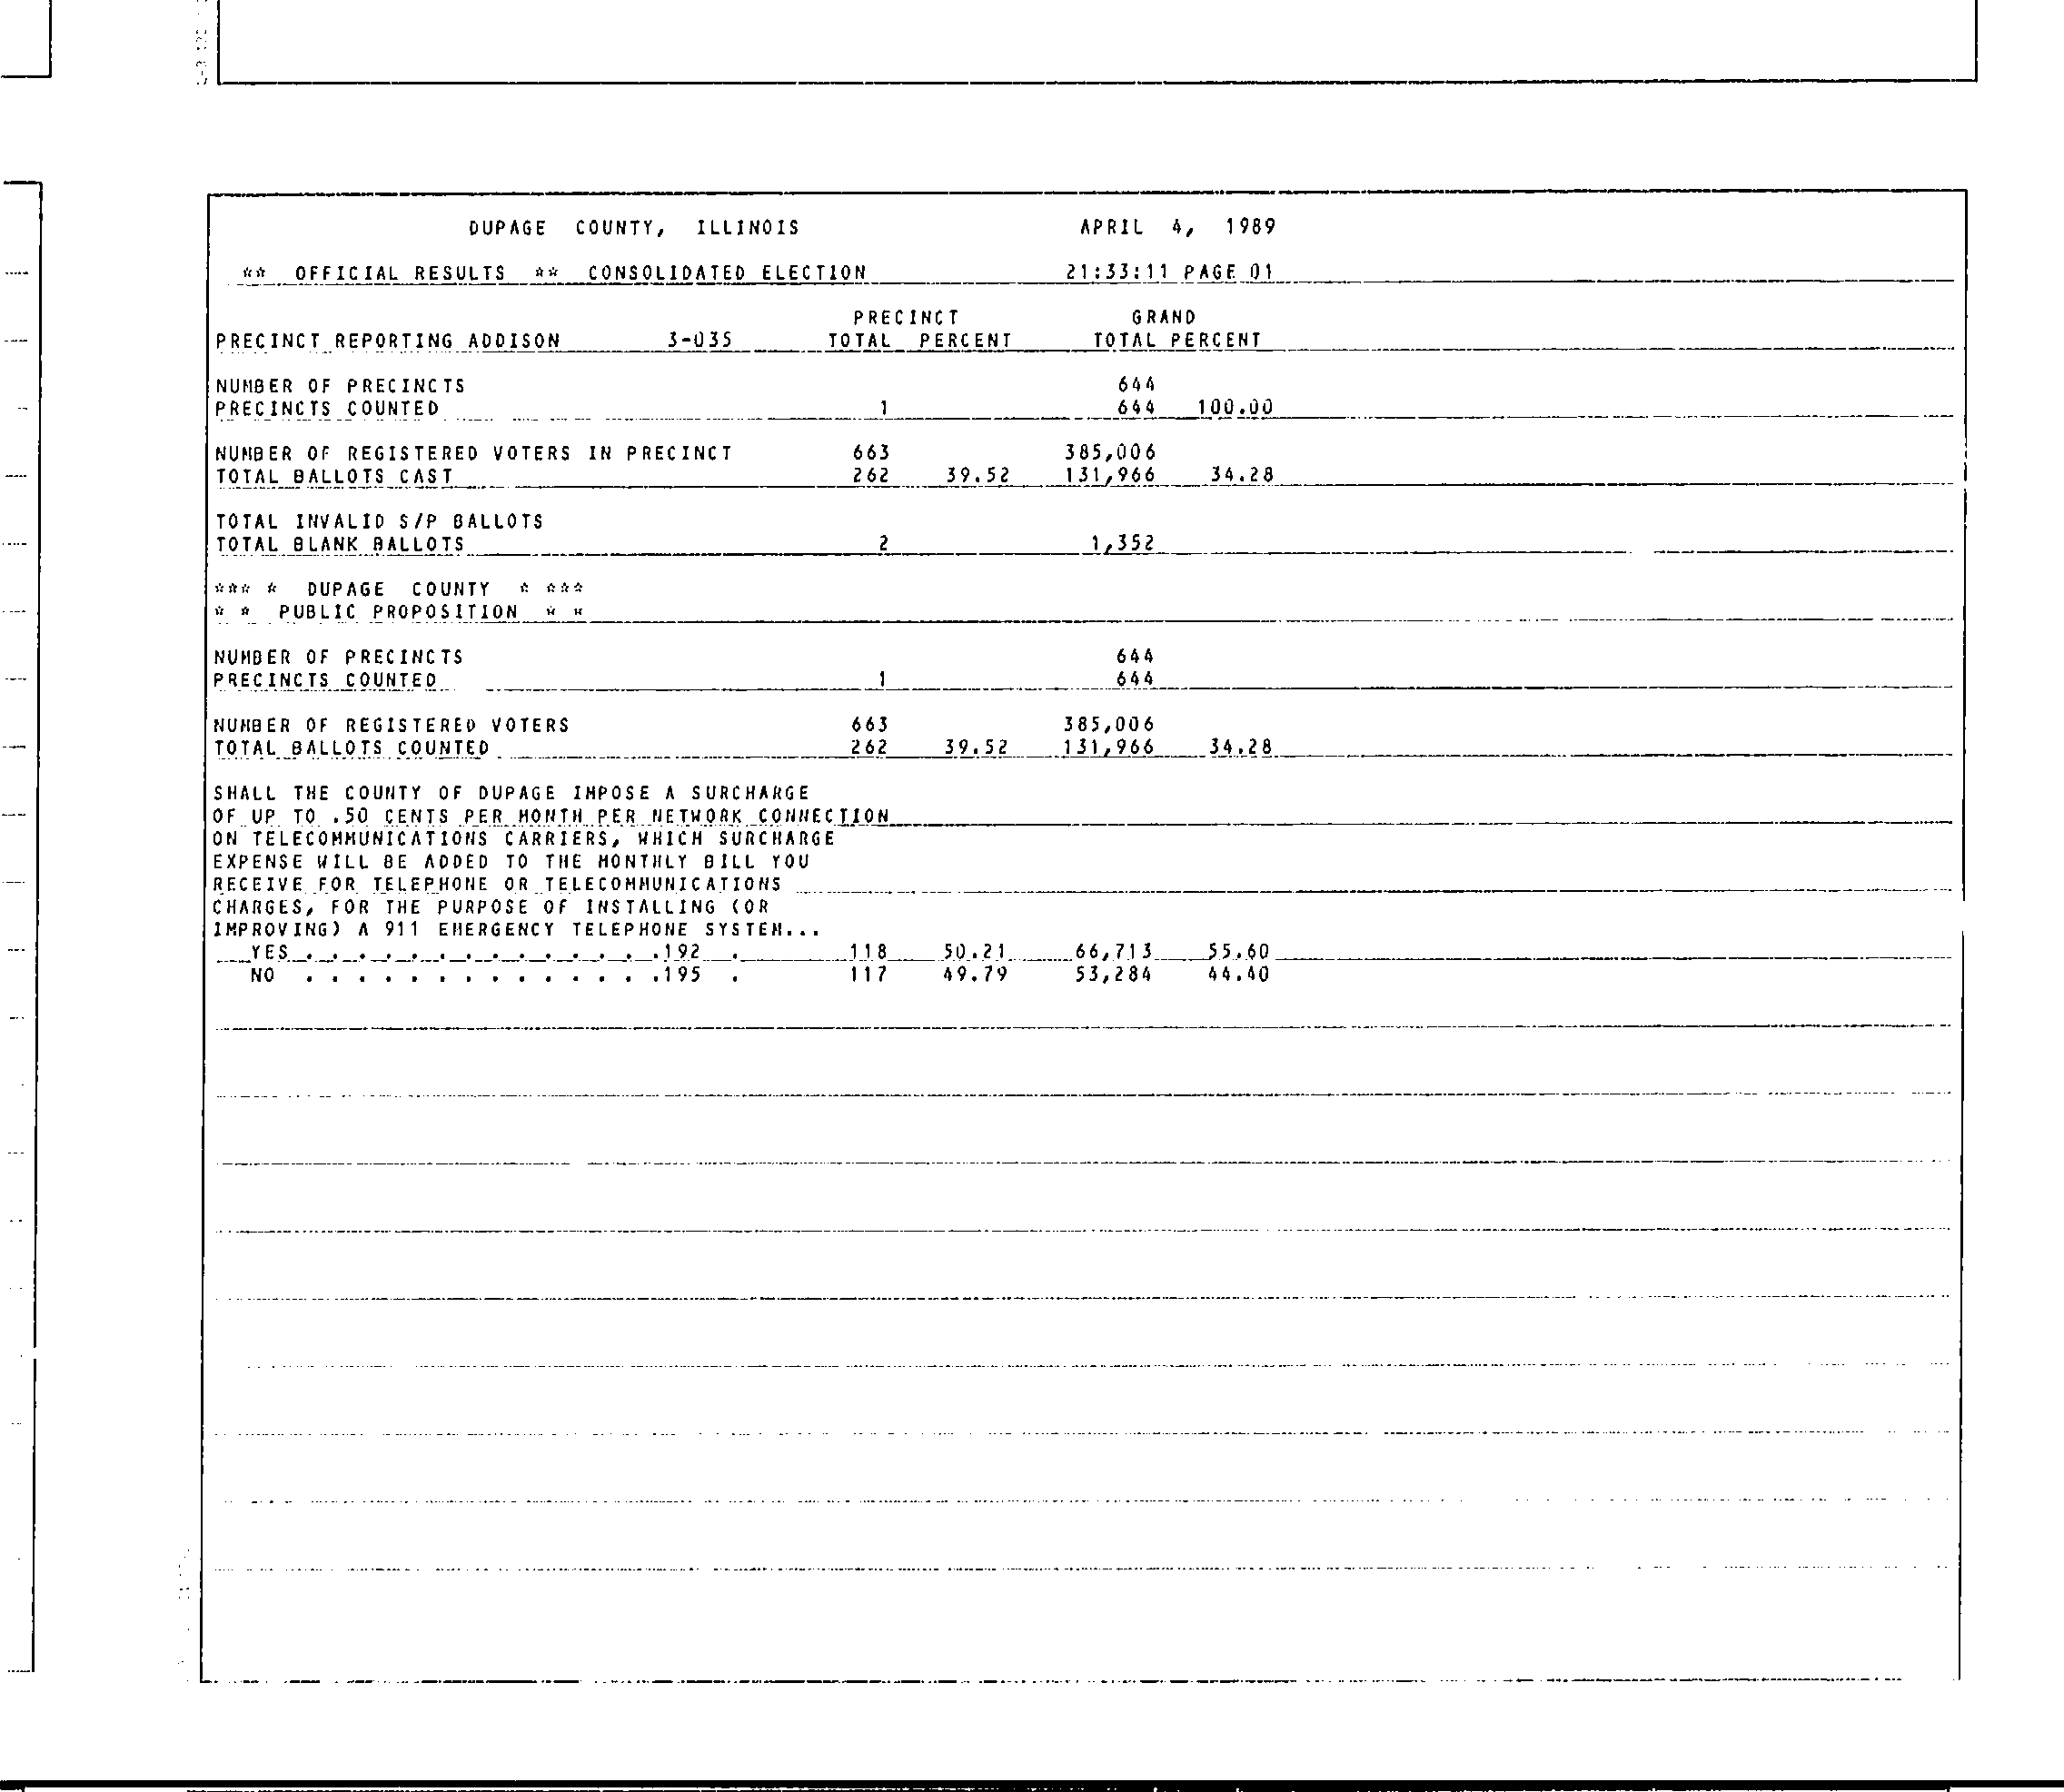 DUPAGE COUNTY, ILLINOIS APRIL 4, 1989
** OFFICIAL RESULTS ** CONSOLIDATED ELECTION 21:33:11 PAGE 01
PRECINCT GRAND
PRECINCT REPORTING ADDISON 3-035 TOTAL PERCENT TOTAL PERCENT
NUMBER OF PRECINCTS 644
PRECINCTS COUNTED 1 644 100.00
NUMBER OF REGISTERED VOTERS IN PRECINCT 663 385,006
TOTAL BALLOTS CAST 262 39.52 131,966 34.28
TOTAL INVALID S/P BALLOTS
TOTAL BLANK BALLOTS 2 1,352
*** * DUPAGE COUNTY * ***
* * PUBLIC PROPOSITION * *
NUMBER OF PRECINCTS 644
PRECINCTS COUNTED 1 644
NUMBER OF REGISTERED VOTERS 663 385,006
TOTAL BALLOTS COUNTED 262 39.52 131,966 34.28
SHALL THE COUNTY OF DUPAGE IMPOSE A SURCHARGE
OF UP TO .50 CENTS PER MONTH PER NETWORK CONNECTION
ON TELECOMMUNICATIONS CARRIERS, WHICH SURCHARGE
EXPENSE WILL BE ADDED TO THE MONTHLY BILL YOU
RECEIVE FOR TELEPHONE OR TELECOMMUNICATIONS
CHARGES, FOR THE PURPOSE OF INSTALLING (OR
IMPROVING) A 911 EMERGENCY TELEPHONE SYSTEM...
YES . . . . . . . . . . . . . .192 . 118 50.21 66,713 55.60
NO . . . . . . . . . . . . . .195 . 117 49.79 53,284 44.40